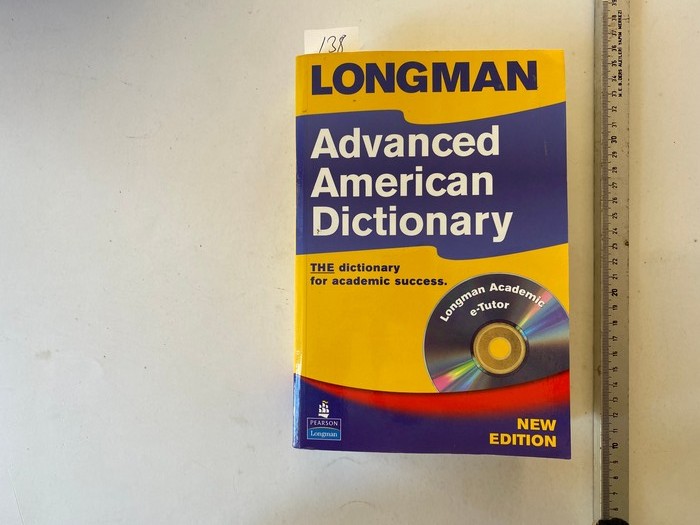 138
LONGMAN
Advanced
American
Dictionary
THE dictionary
for academic success.
Longman Academic
e-Tutor
NEW
EDITION
PEARSON
Longman